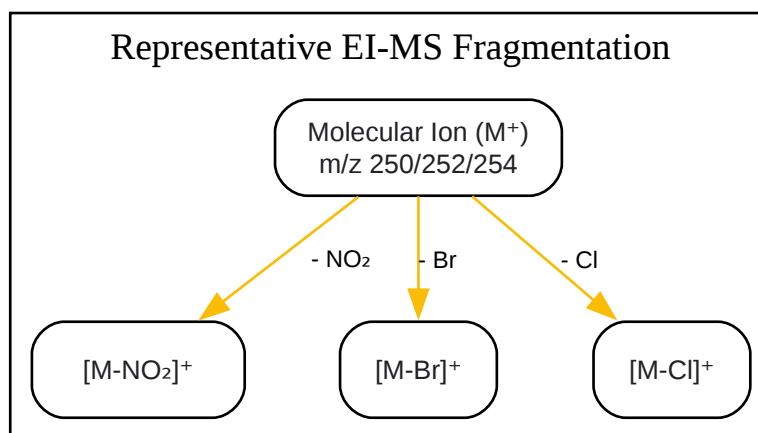 Representative EI-MS Fragmentation
Molecular Ion (M⁺)
m/z 250/252/254
- NO₂
- Br
- Cl
[M-NO₂]⁺
[M-Br]⁺
[M-Cl]⁺